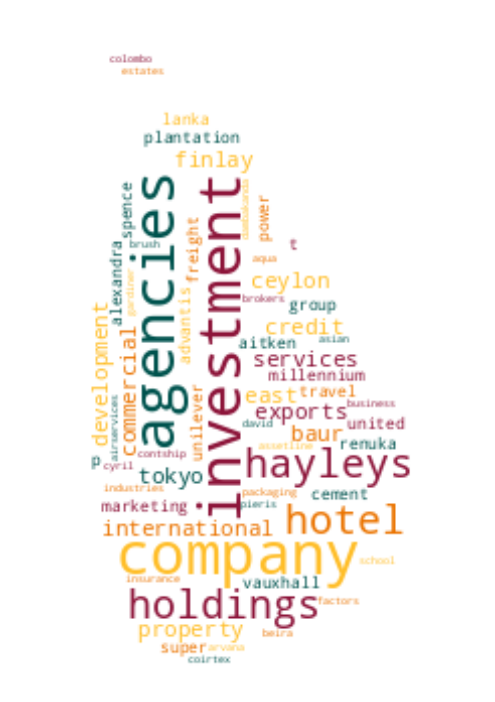 colombo
estates
lanka
plantation
finlay
agencies
investment
spence
brush
alexandra
gardiner
freight
advantis
power
t
aqua
ceylon
brokers
group
credit
aitken
asian
services
millennium
development
commercial
airservices
unilever
east
travel
business
exports
david
united
baur
renuka
assetline
contship
p
cyril
hayleys
tokyo
industries
packaging
cement
marketing
pieris
international
hotel
company
school
insurance
vauxhall
holdings
factors
property
beira
super
arvana
coirtex